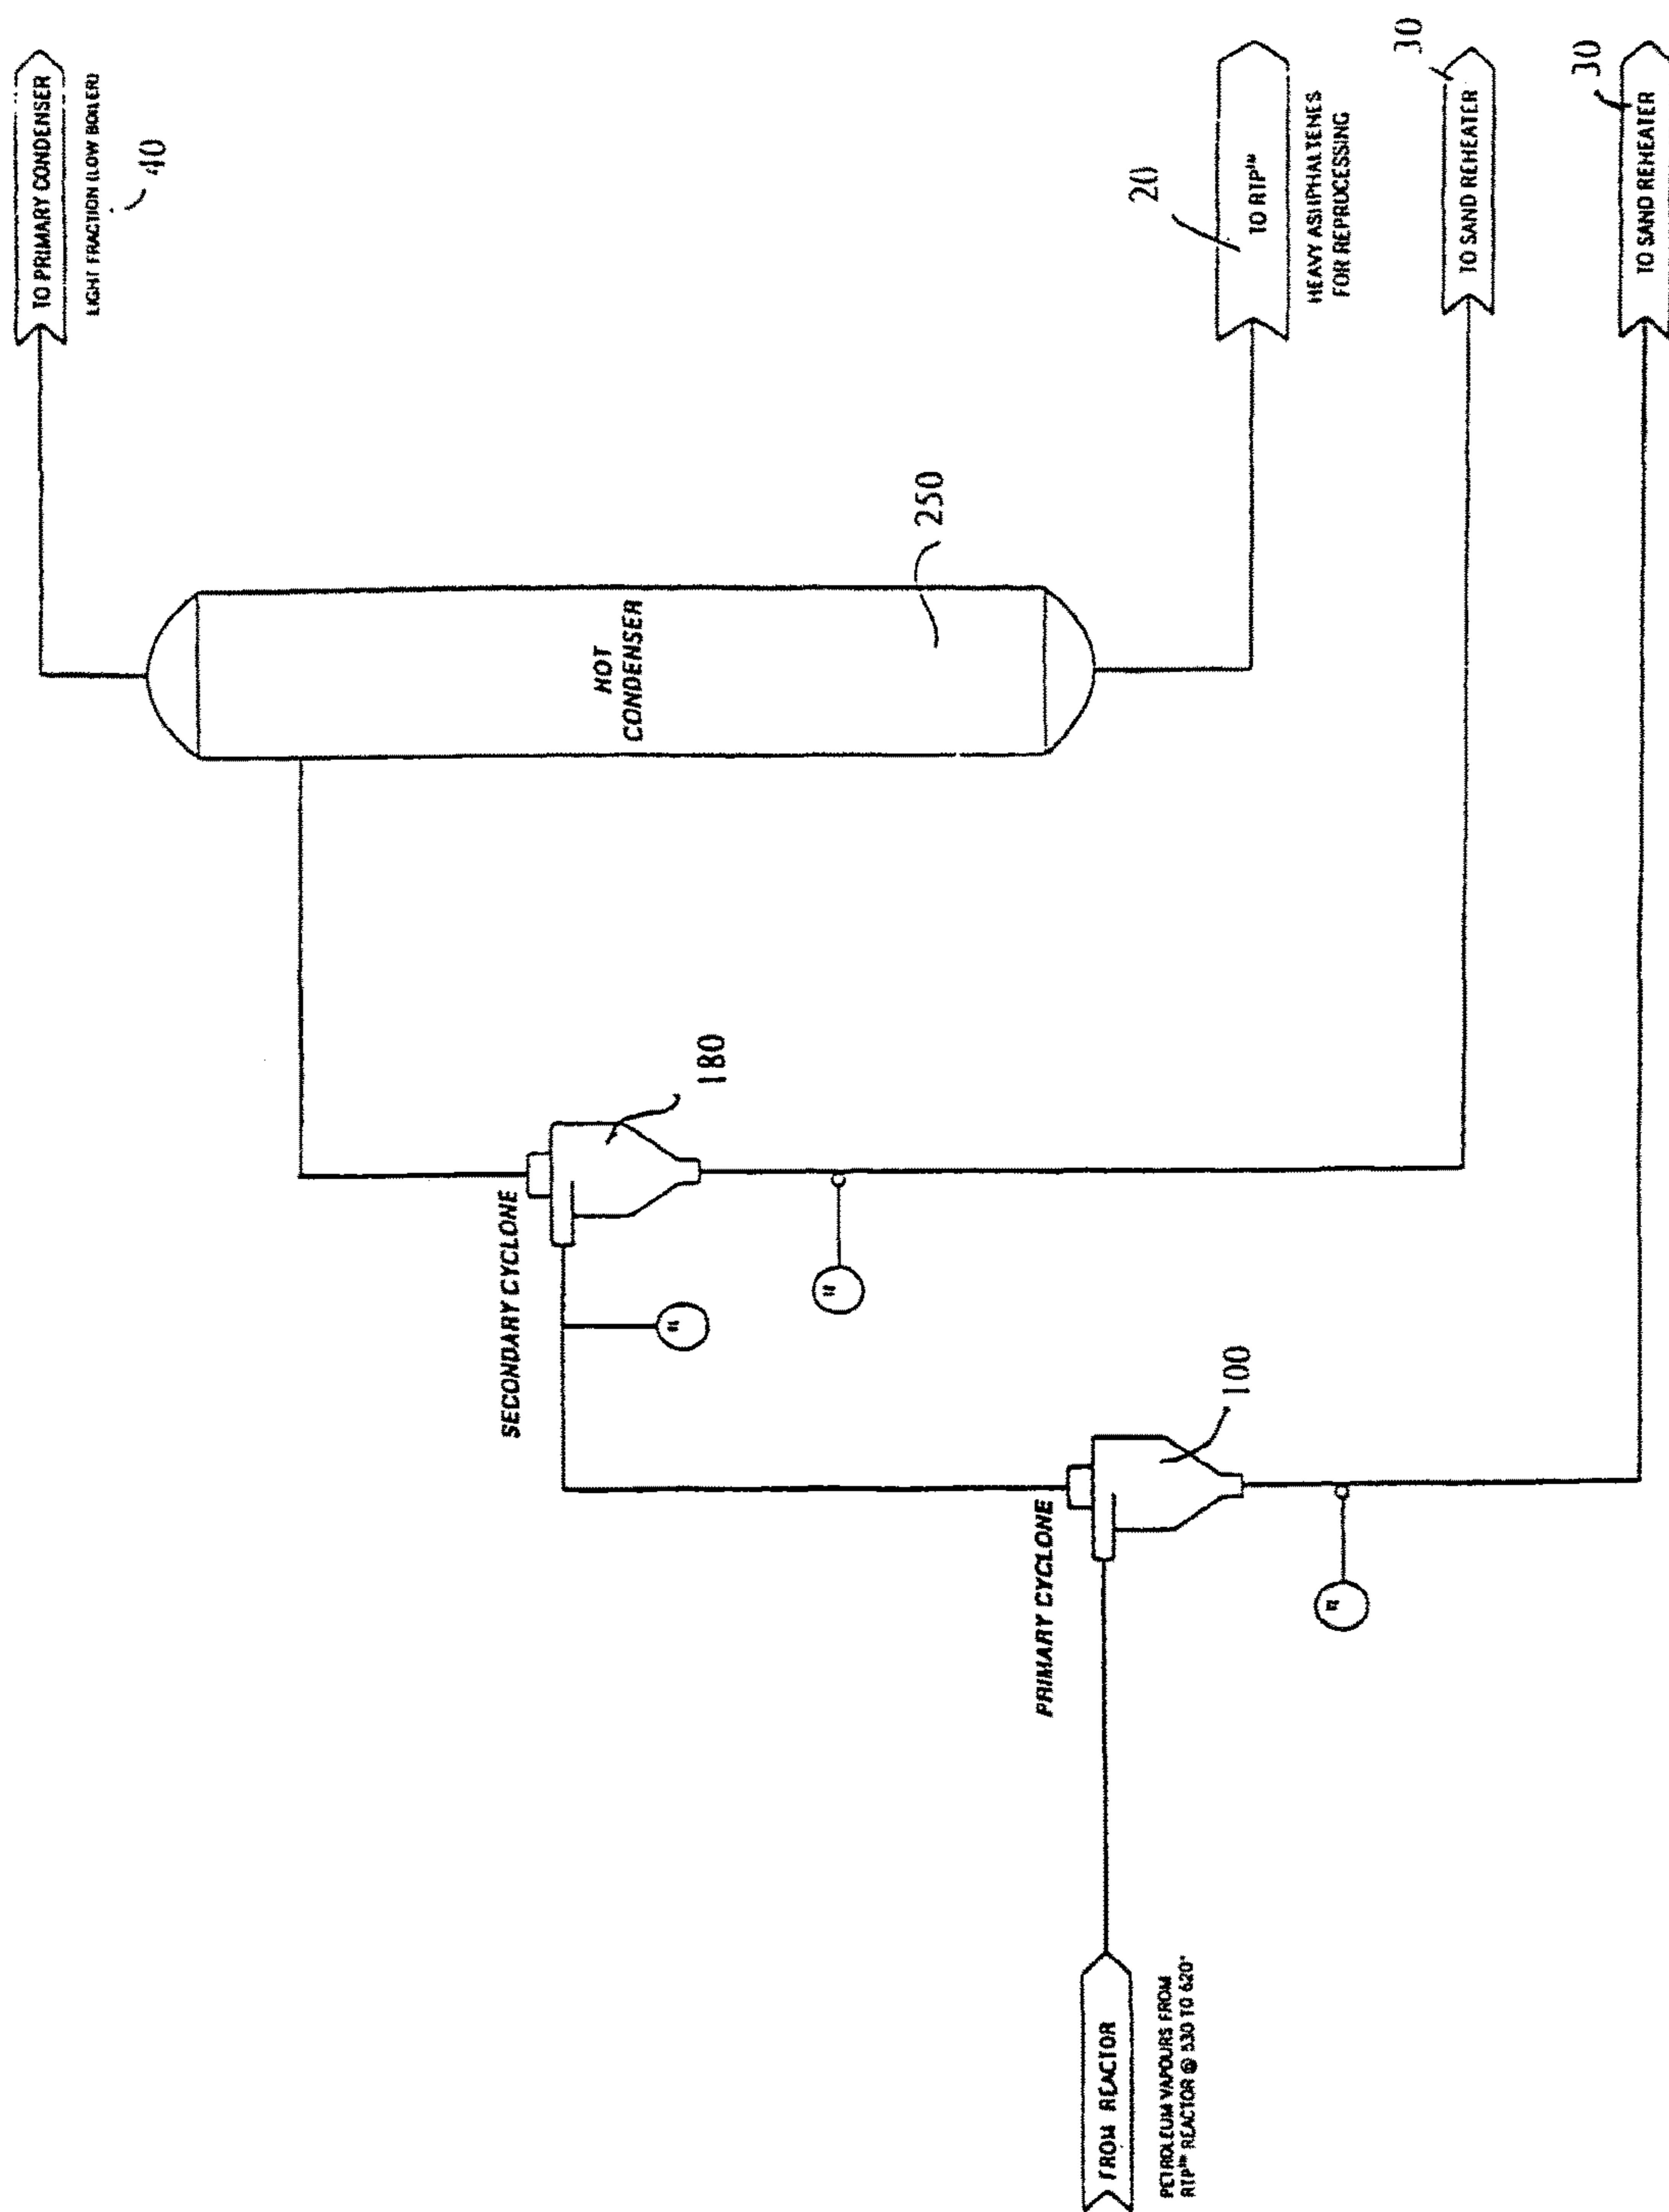 TO PRIMARY CONDENSER
LIGHT FRACTION (LOW BOILER)
40
HOT
CONDENSER
250
20
TO RTP™
HEAVY ASHPHALTENES
FOR REPROCESSING
30
TO SAND REHEATER
30
TO SAND REHEATER
SECONDARY CYCLONE
180
PRIMARY CYCLONE
100
FROM REACTOR
PETROLEUM VAPOURS FROM
RTP™ REACTOR @ 530 TO 620°